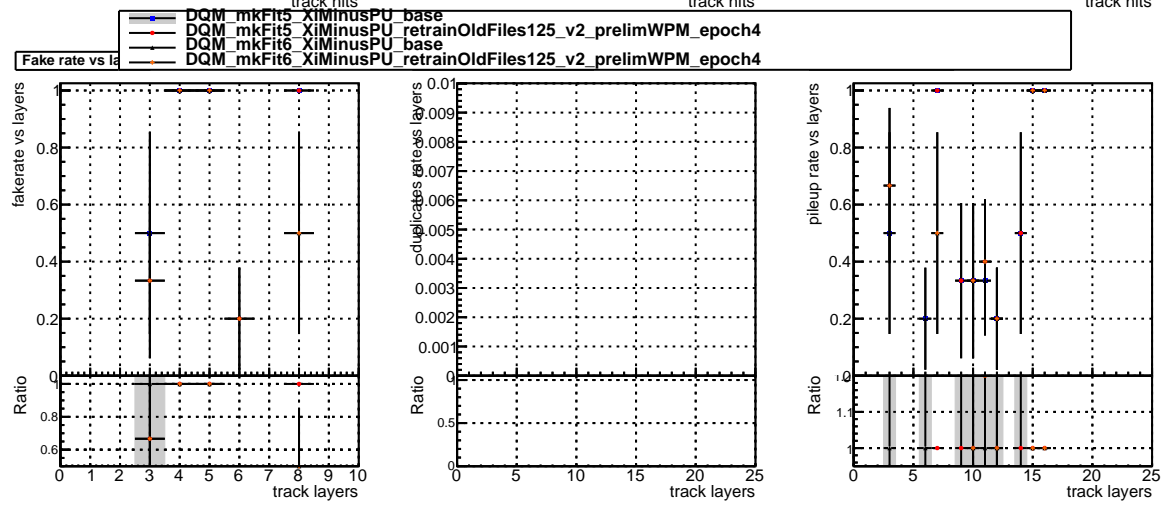 track hits track hits track hits
DQM_mkFit5_XiMinusPU_base
DQM_mkFit5_XiMinusPU_retrainOldFiles125_v2_prelimWPM_epoch4
DQM_mkFit6_XiMinusPU_base
DQM_mkFit6_XiMinusPU_retrainOldFiles125_v2_prelimWPM_epoch4
Fake rate vs la
fakerate vs layers
1
0.8
0.6
0.4
0.2
0
Ratio
1
0.8
0.6
0 1 2 3 4 5 6 7 8 9 10
track layers
duplicates rate vs layers
0.01
0.009
0.008
0.007
0.006
0.005
0.004
0.003
0.002
0.001
0
Ratio
1
0.5
0
0 5 10 15 20 25
track layers
pileup rate vs layers
1
0.8
0.6
0.4
0.2
0
Ratio
1.2
1.1
1
0 5 10 15 20 25
track layers